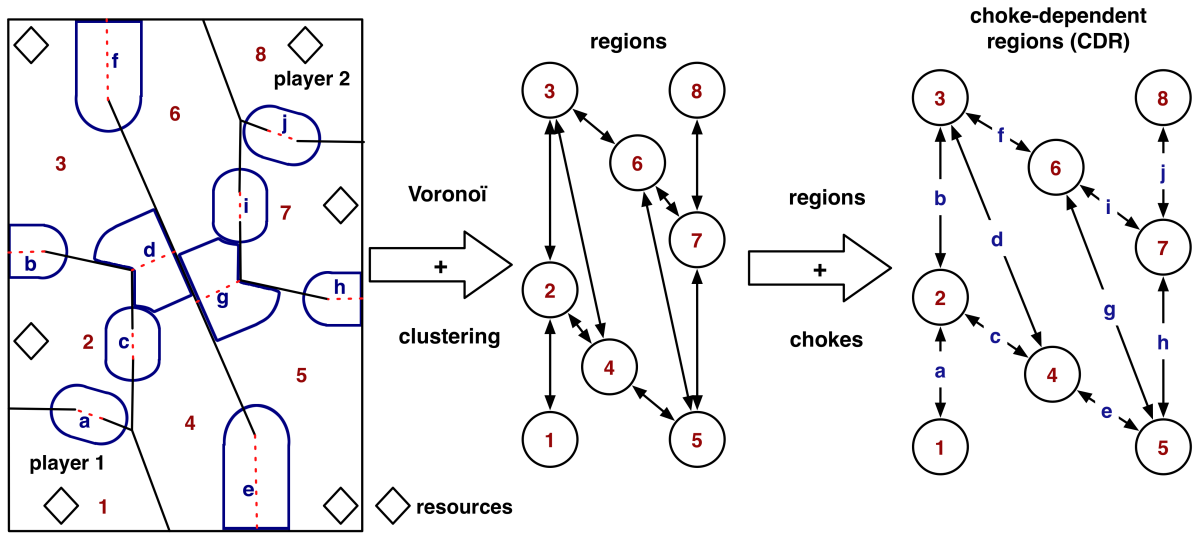 choke-dependent
regions (CDR)
regions
8
player 2
f
6
j
3
i
7
d
b
g
h
2
c
5
a
4
player 1
e
1
resources
Voronoï
+
clustering
3
8
6
7
2
4
1
5
regions
+
chokes
3
8
f
6
j
b
i
d
7
2
g
c
h
a
4
e
1
5